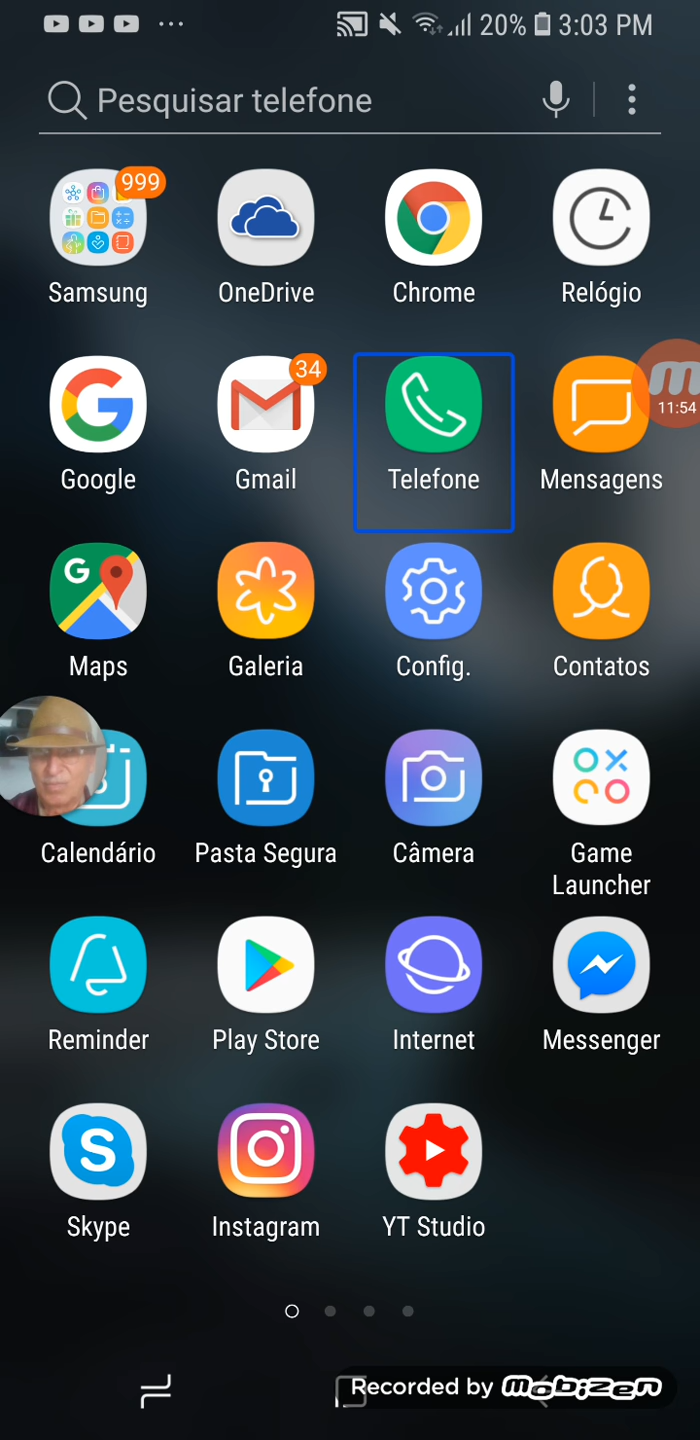 20% 3:03 PM
Pesquisar telefone
999
Samsung OneDrive Chrome Relógio
34
11:54
Google Gmail Telefone Mensagens
G
Maps Galeria Config. Contatos
Calendário Pasta Segura Câmera Game Launcher
Reminder Play Store Internet Messenger
S
Skype Instagram YT Studio
Recorded by mobizen